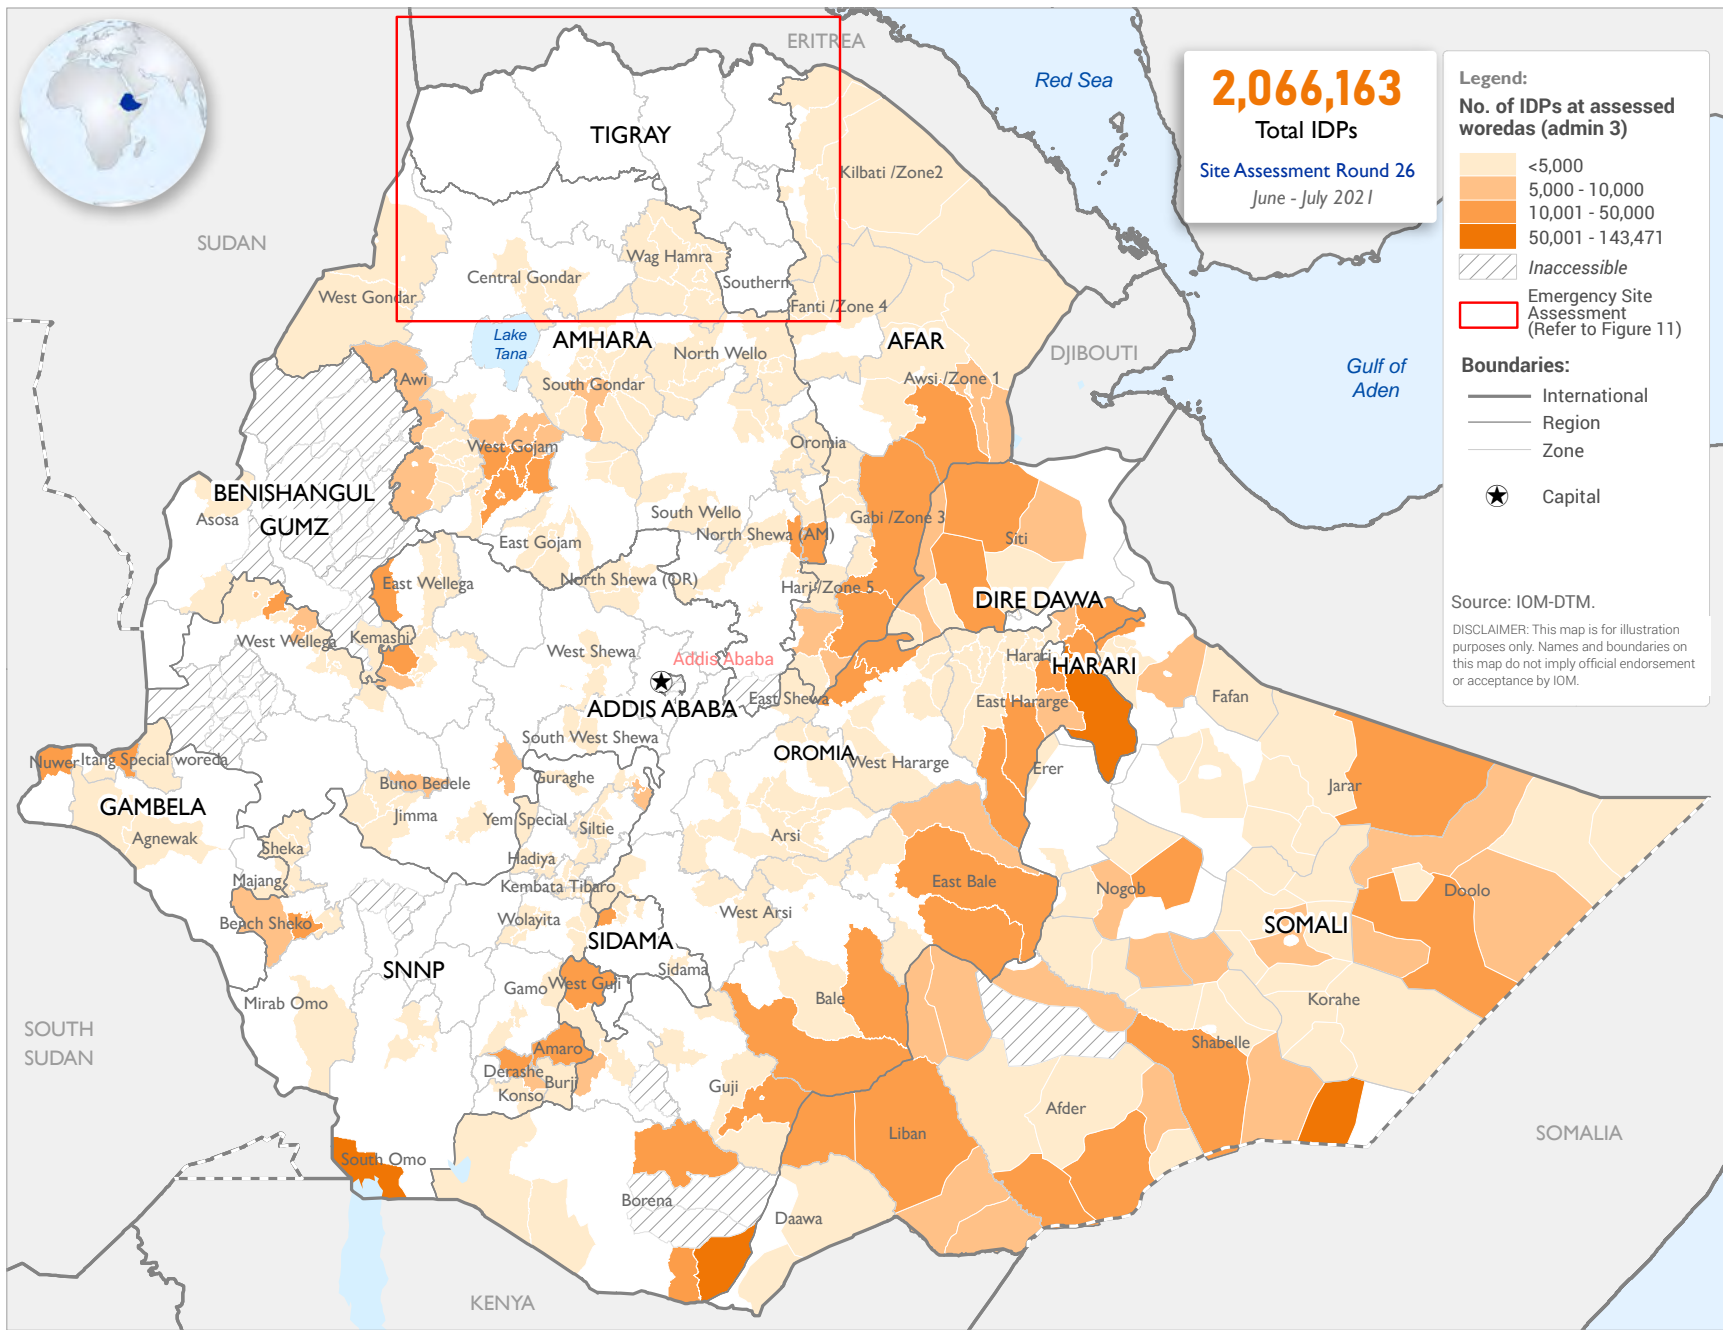 ERITREA
Red Sea
TIGRAY
Kilbati /Zone2
SUDAN
Wag Hamra
Central Gondar
Southern
West Gondar
Fanti /Zone 4
Lake
Tana
AMHARA
AFAR
North Wello
DJIBOUTI
Gulf of
Aden
Awi
South Gondar
Awsi /Zone 1
Oromia
West Gojam
BENISHANGUL
GUMZ
Asosa
South Wello
Gabi /Zone 3
North Shewa (AM)
East Gojam
Siti
East Wellega
North Shewa (OR)
Hari /Zone 5
DIRE DAWA
West Wellega
Kemashi
West Shewa
Addis Ababa
Harari
HARARI
ADDIS ABABA
East Shewa
East Hararge
Fafan
South West Shewa
OROMIA
West Hararge
Erer
Nuwer
Itang Special woreda
Guraghe
Buno Bedele
Jarar
GAMBELA
Jimma
Yem Special
Siltie
Arsi
Agnewak
Sheka
Hadiya
Majang
Kembata Tibaro
East Bale
Nogob
Doolo
Bench Sheko
Wolayita
West Arsi
SOMALI
SIDAMA
SNNP
Sidama
Gamo
West Guji
Bale
Mirab Omo
Korahe
SOUTH
SUDAN
Amaro
Shabelle
Derashe
Burji
Konso
Guji
Afder
Liban
SOMALIA
South Omo
Borena
Daawa
KENYA
2,066,163
Total IDPs
Site Assessment Round 26
June - July 2021
Legend:
No. of IDPs at assessed
woredas (admin 3)
<5,000
5,000 - 10,000
10,001 - 50,000
50,001 - 143,471
Inaccessible
Emergency Site
Assessment
(Refer to Figure 11)
Boundaries:
International
Region
Zone
Capital
Source: IOM-DTM.
DISCLAIMER: This map is for illustration
purposes only. Names and boundaries on
this map do not imply official endorsement
or acceptance by IOM.